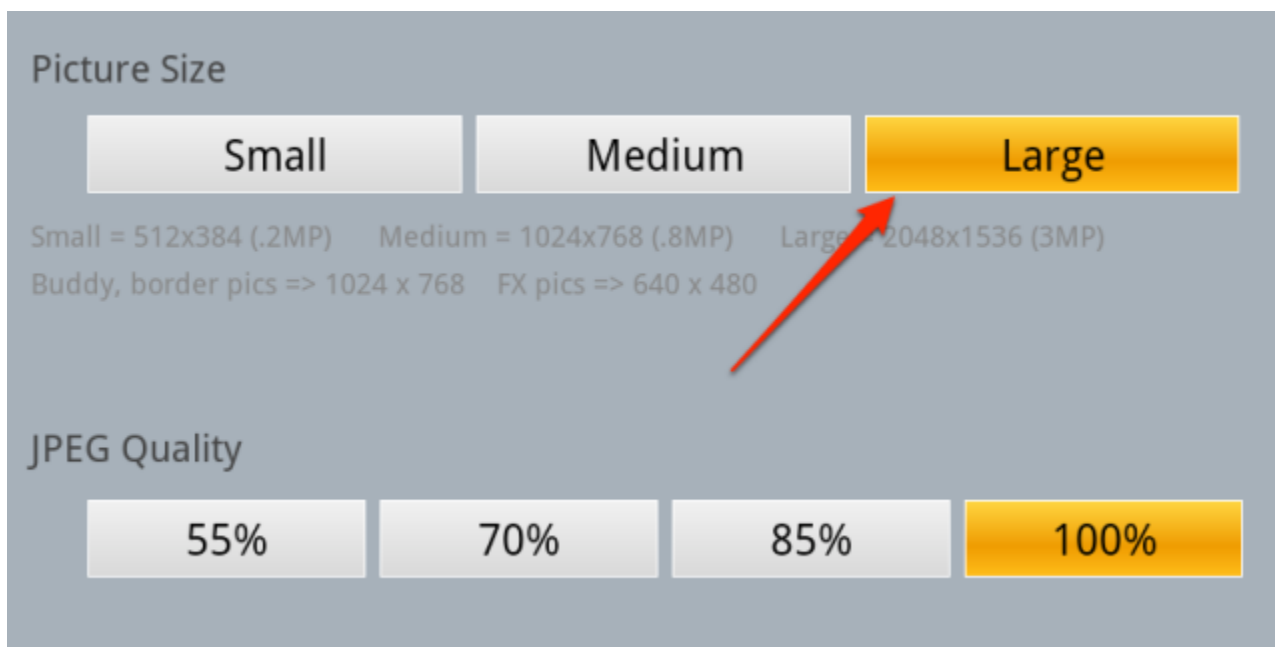 Picture Size
Small Medium Large
Small = 512x384 (.2MP) Medium = 1024x768 (.8MP) Large = 2048x1536 (3MP)
Buddy, border pics => 1024 x 768 FX pics => 640 x 480
JPEG Quality
55% 70% 85% 100%